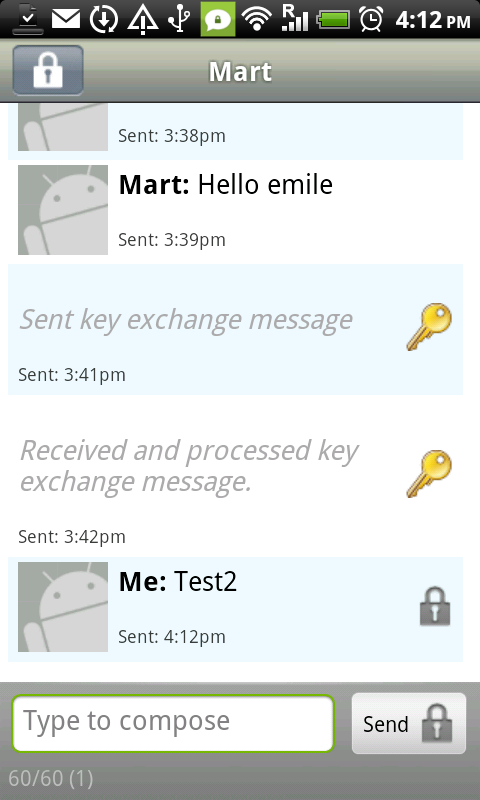 R
4:12 PM
Mart
Sent: 3:38pm
Mart: Hello emile
Sent: 3:39pm
Sent key exchange message
Sent: 3:41pm
Received and processed key
exchange message.
Sent: 3:42pm
Me: Test2
Sent: 4:12pm
Type to compose
Send
60/60 (1)